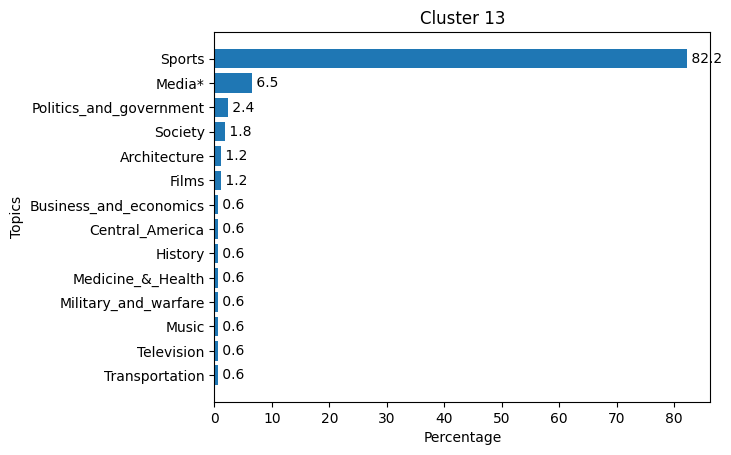 Cluster 13
Sports 82.2
Media* 6.5
Politics_and_government 2.4
Society 1.8
Architecture 1.2
Films 1.2
Business_and_economics 0.6
Central_America 0.6
History 0.6
Medicine_&_Health 0.6
Military_and_warfare 0.6
Music 0.6
Television 0.6
Transportation 0.6
Topics
0 10 20 30 40 50 60 70 80
Percentage